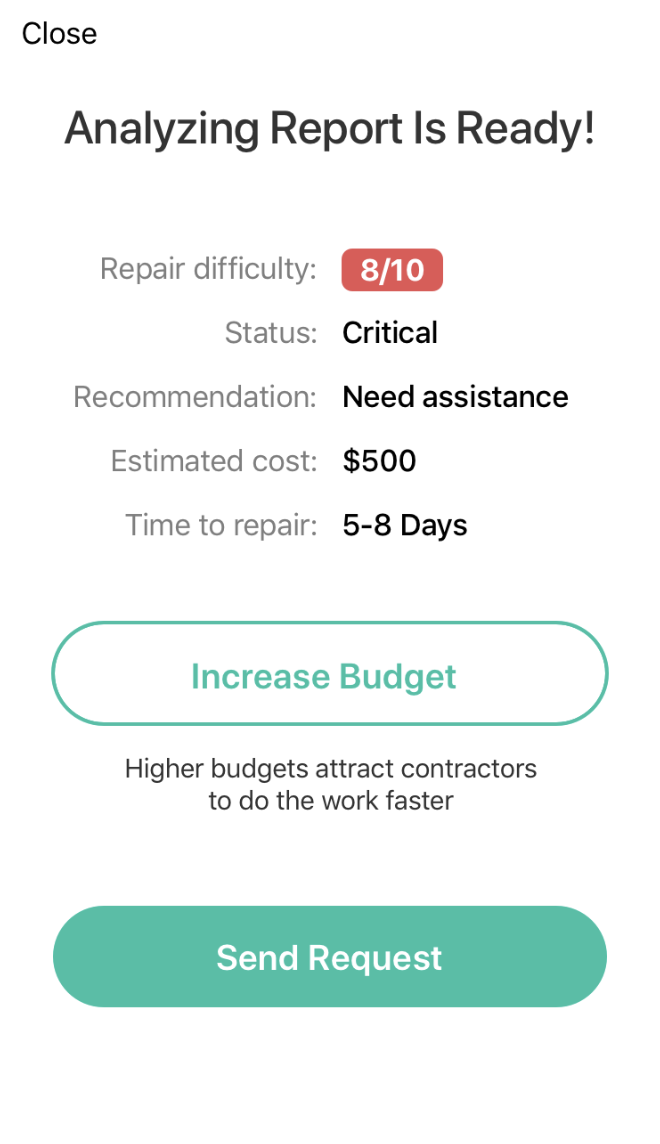 Close
Analyzing Report Is Ready!
Repair difficulty: 8/10
Status: Critical
Recommendation: Need assistance
Estimated cost: $500
Time to repair: 5-8 Days
Increase Budget
Higher budgets attract contractors
to do the work faster
Send Request